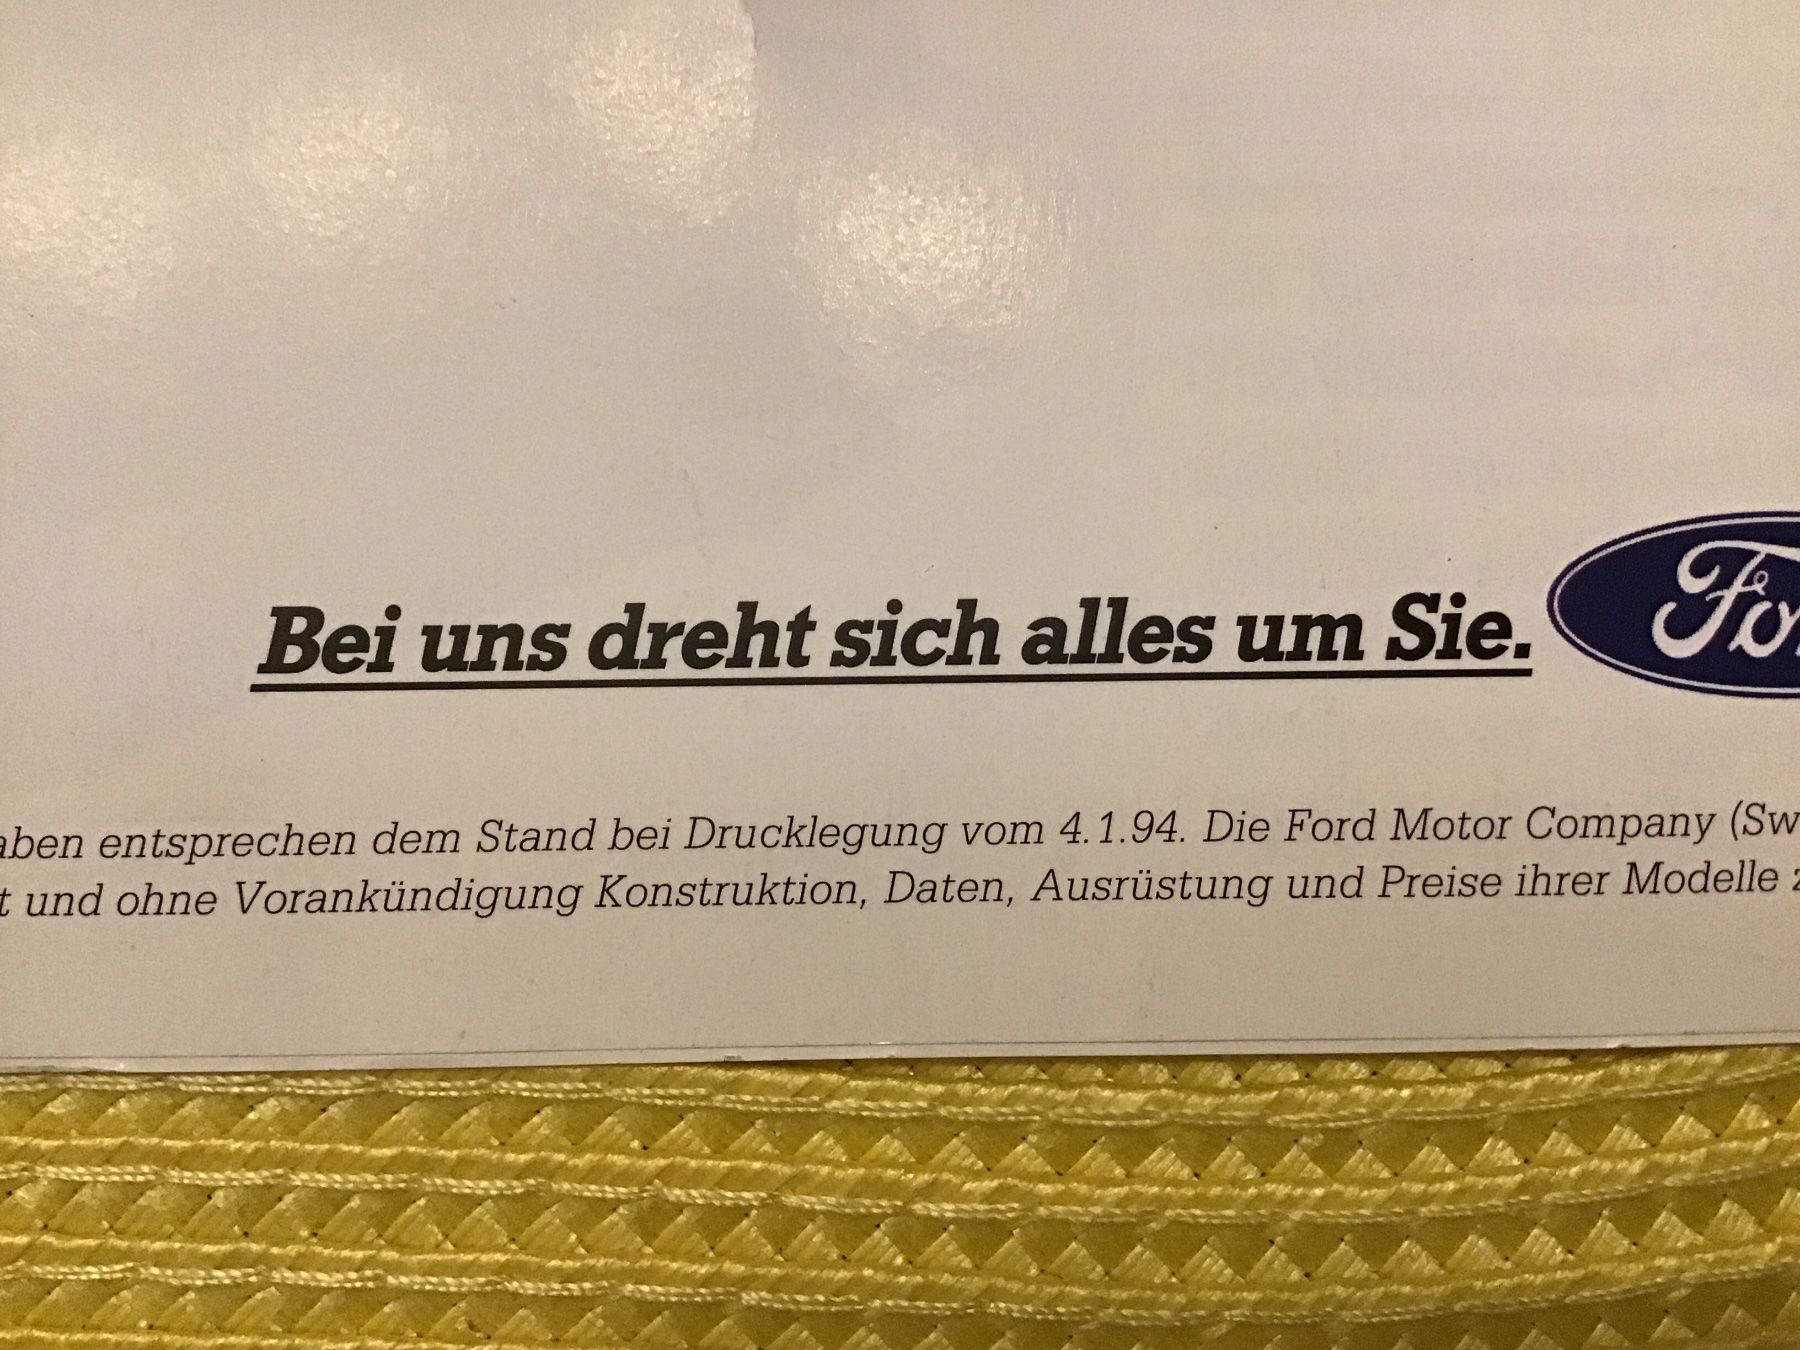 Bei uns dreht sich alles um Sie.
entsprechen dem Stand bei Drucklegung vom 4.1.94. Die Ford Motor Company
und ohne Vorankündigung Konstruktion, Daten, Ausrüstung und Preise ihrer Modelle